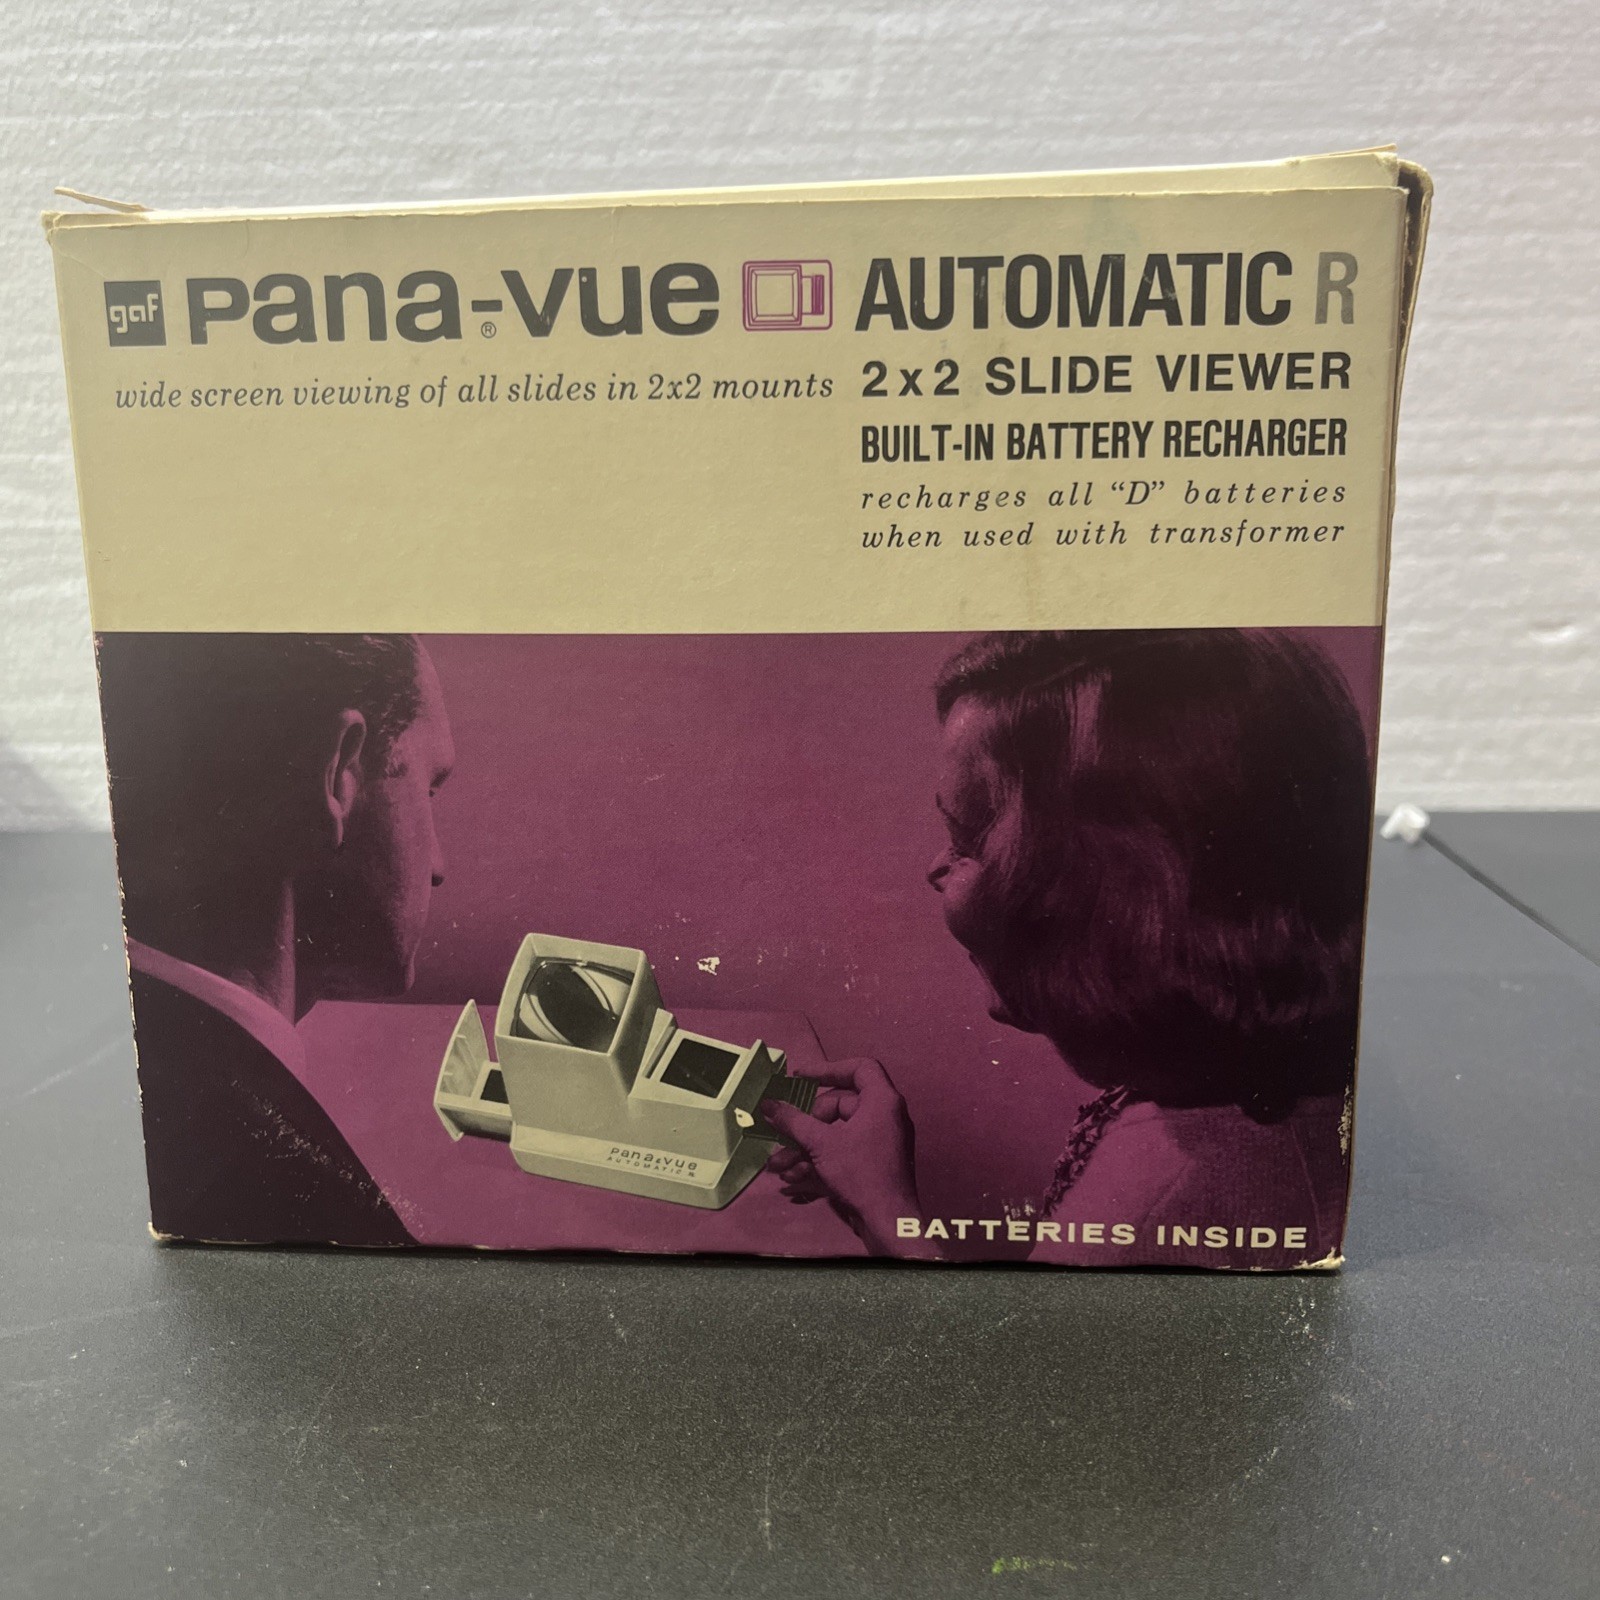 gaf pana-vue® AUTOMATIC R
wide screen viewing of all slides in 2x2 mounts
2x2 SLIDE VIEWER
BUILT-IN BATTERY RECHARGER
recharges all “D” batteries
when used with transformer
pana-vue
AUTOMATIC R
BATTERIES INSIDE